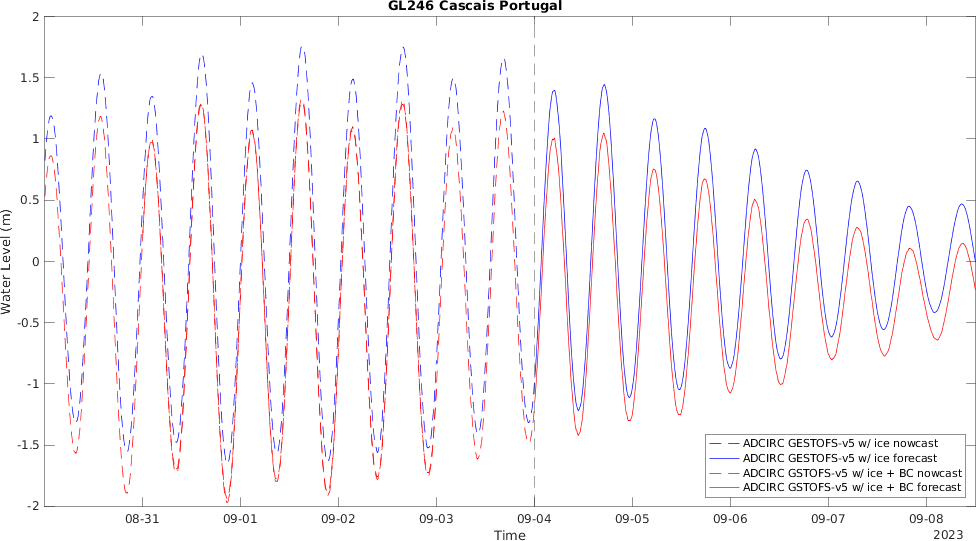 GL246 Cascais Portugal
2
1.5
1
0.5
0
-0.5
-1
-1.5
-2
Water Level (m)
ADCIRC GESTOFS-v5 w/ ice nowcast
ADCIRC GESTOFS-v5 w/ ice forecast
ADCIRC GSTOFS-v5 w/ ice + BC nowcast
ADCIRC GSTOFS-v5 w/ ice + BC forecast
08-31 09-01 09-02 09-03 09-04 09-05 09-06 09-07 09-08
Time
2023